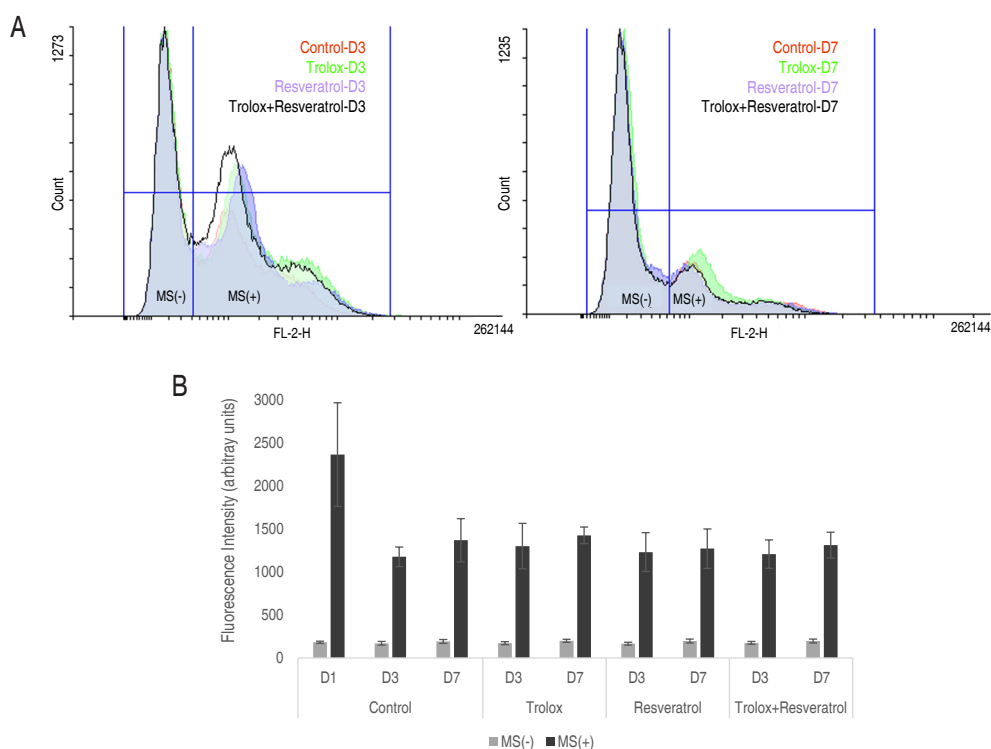 A
1273
Count
Control-D3
Trolox-D3
Resveratrol-D3
Trolox+Resveratrol-D3
MS(-)
MS(+)
FL-2-H
262144
1235
Count
Control-D7
Trolox-D7
Resveratrol-D7
Trolox+Resveratrol-D7
MS(-)
MS(+)
FL-2-H
262144
B
Fluorescence Intensity (arbitray units)
3000
2500
2000
1500
1000
500
0
D1 D3 D7 D3 D7 D3 D7 D3 D7
Control Trolox Resveratrol Trolox+Resveratrol
MS(-) MS(+)